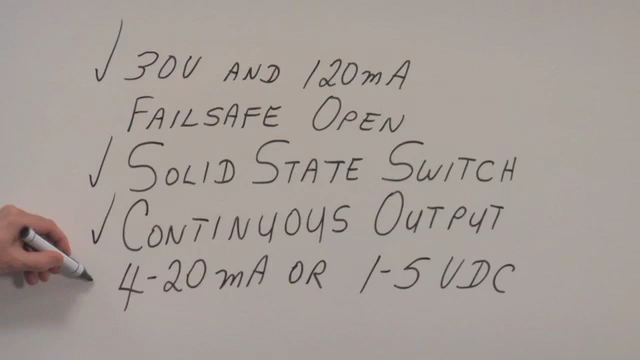 ✓ 30V AND 120mA
FAILSAFE OPEN
✓ SOLID STATE SWITCH
✓ CONTINUOUS OUTPUT
4-20mA OR 1-5 VDC